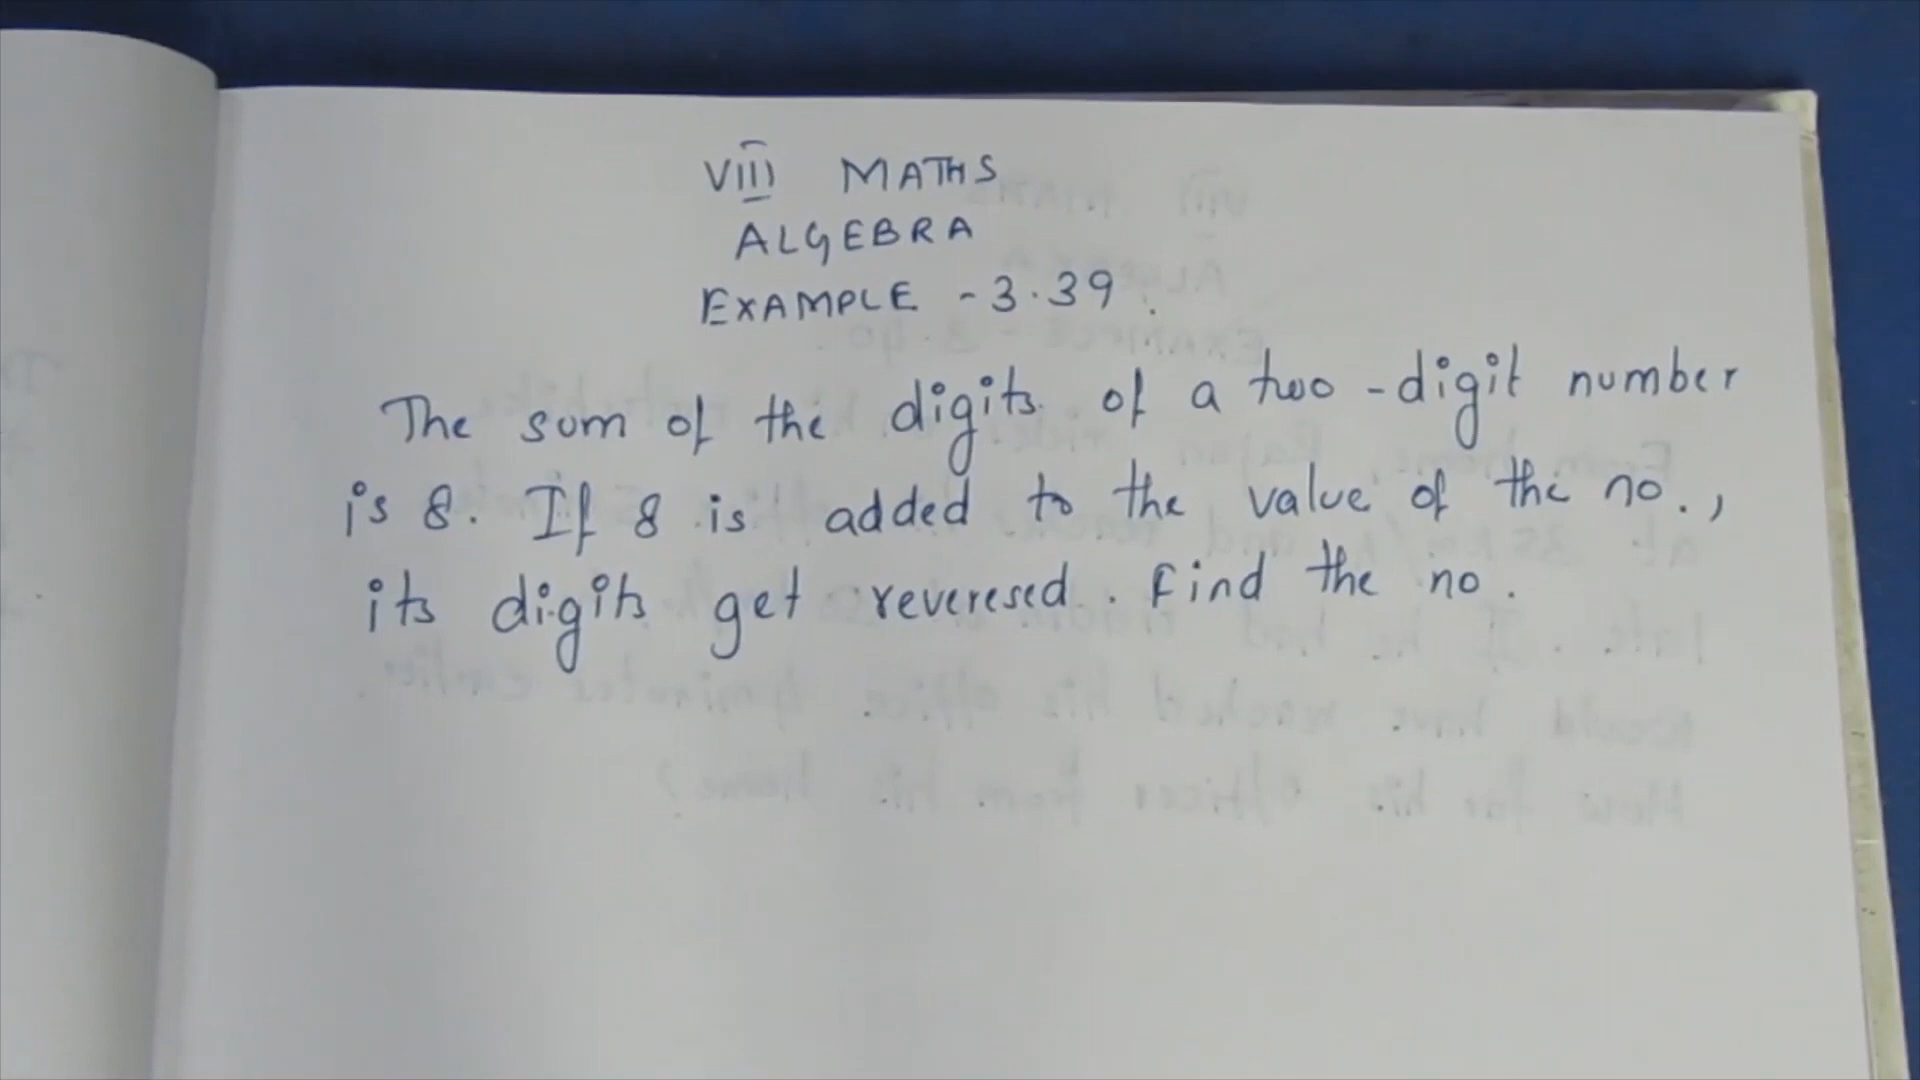 VIII MATHS
ALGEBRA
EXAMPLE - 3.39.
The sum of the digits of a two-digit number
is 8. If 8 is added to the value of the no.,
its digits get reveresed. Find the no.